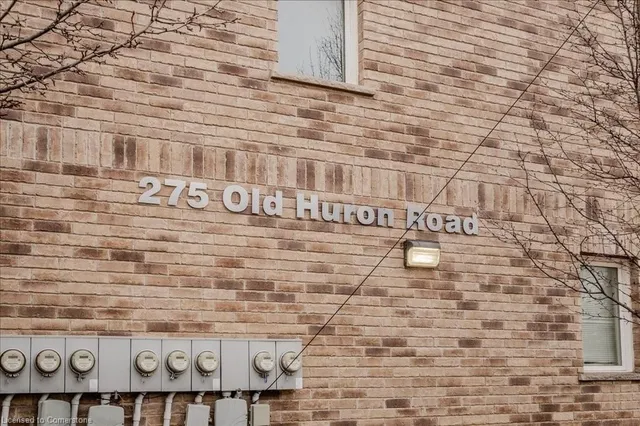 275 Old Huron Road
Licensed to Cornerstone